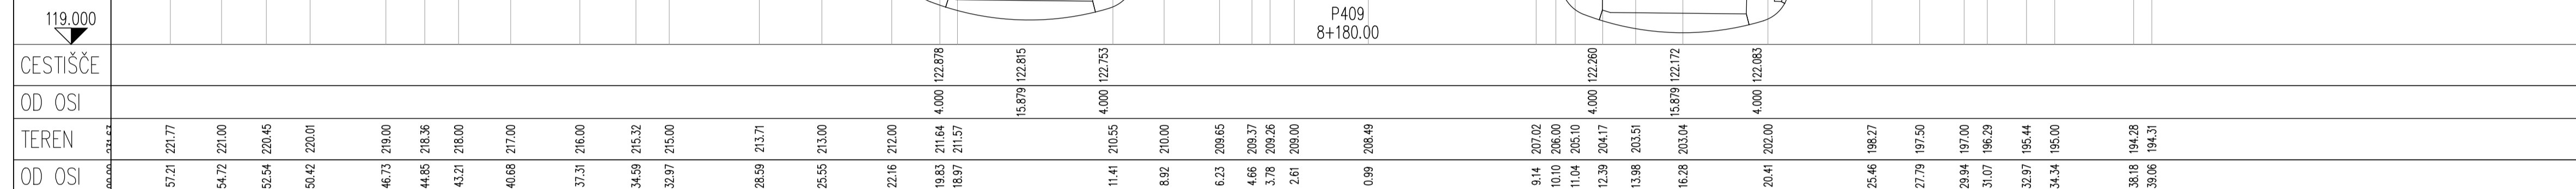 119.000
P409
8+180.00
CESTIŠČE 122.878 122.815 122.753 122.260 122.172 122.083
OD OSI 4.000 15.879 4.000 4.000 15.879 4.000
TEREN 221.77 221.00 220.45 220.01 219.00 218.36 218.00 217.00 216.00 215.32 215.00 213.71 213.00 212.00 211.64 211.57 210.55 210.00 209.65 209.37 209.26 209.00 208.49 207.02 206.00 205.10 204.17 203.51 203.04 202.00 198.27 197.50 197.00 196.29 195.44 195.00 194.28 194.31
OD OSI 57.21 54.72 52.54 50.42 46.73 44.85 43.21 40.68 37.31 34.59 32.97 28.59 25.55 22.16 19.83 18.97 11.41 8.92 6.23 4.66 3.78 2.61 0.99 9.14 10.10 11.04 12.39 13.98 16.28 20.41 25.46 27.79 29.94 31.07 32.97 34.34 38.18 39.06